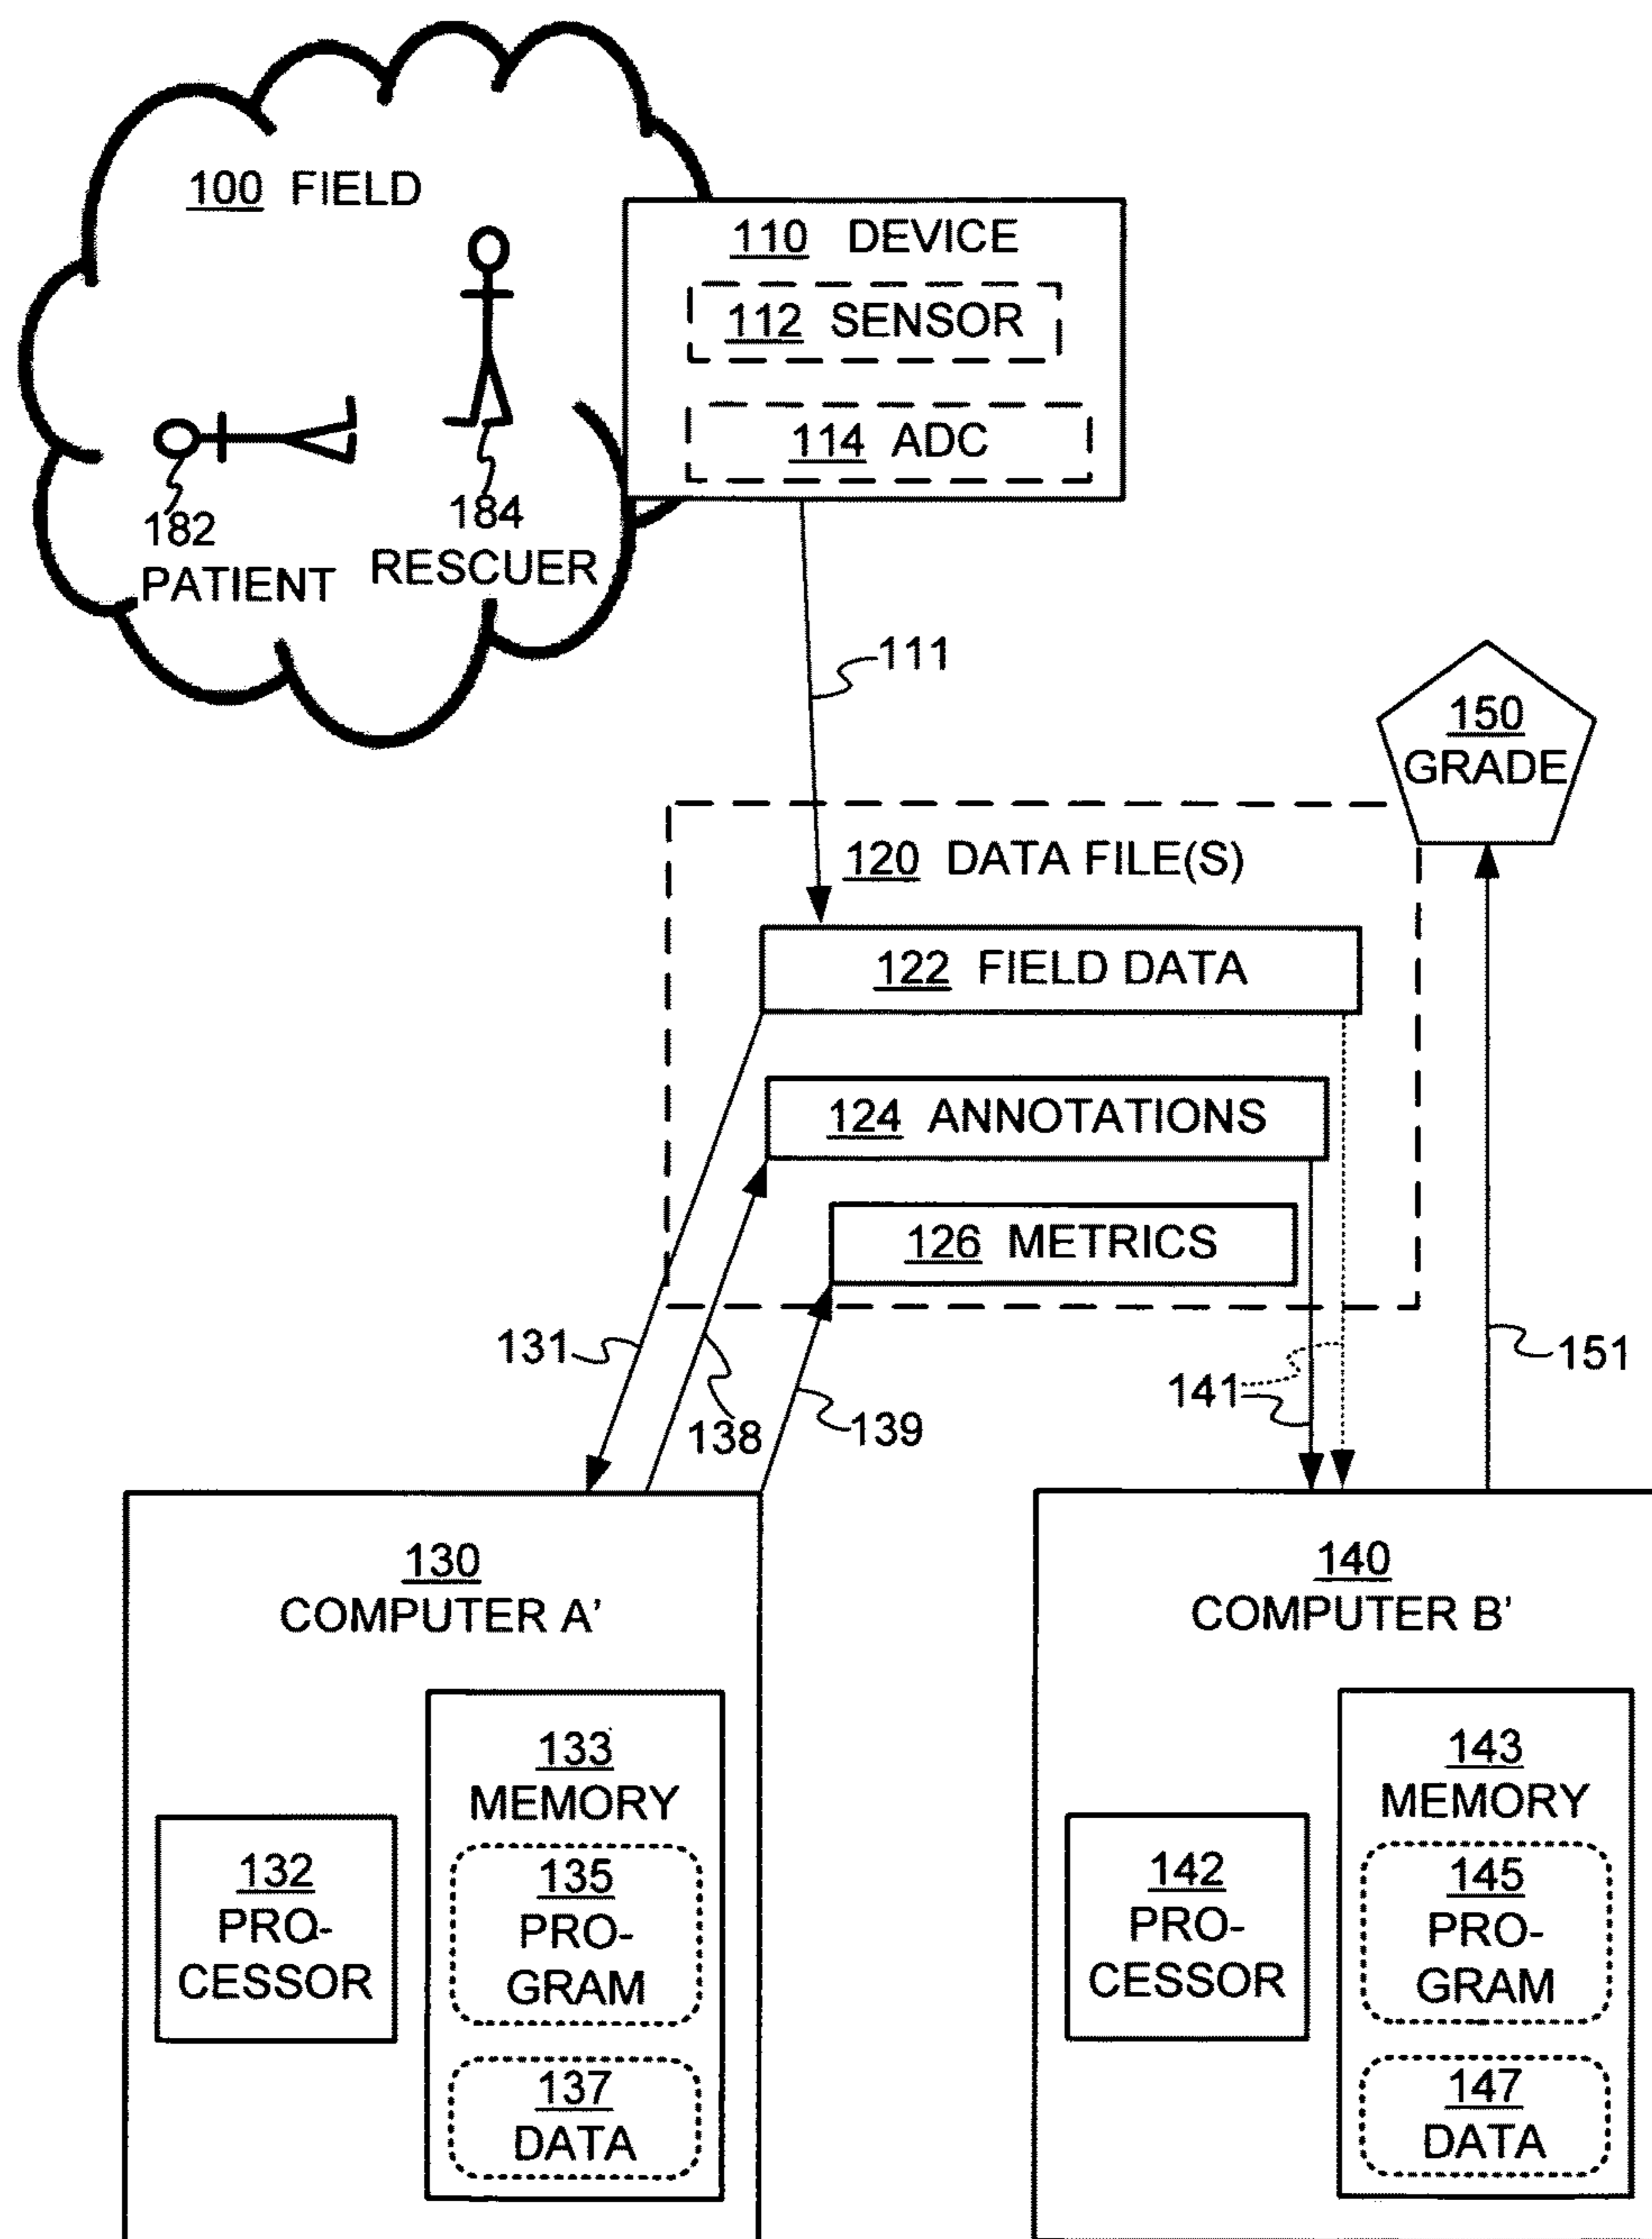 100 FIELD
110 DEVICE
112 SENSOR
114 ADC
182
PATIENT
184
RESCUER
111
150
GRADE
120 DATA FILE(S)
122 FIELD DATA
124 ANNOTATIONS
126 METRICS
131
138
139
141
151
130
COMPUTER A'
132
PRO-
CESSOR
133
MEMORY
135
PRO-
GRAM
137
DATA
140
COMPUTER B'
142
PRO-
CESSOR
143
MEMORY
145
PRO-
GRAM
147
DATA